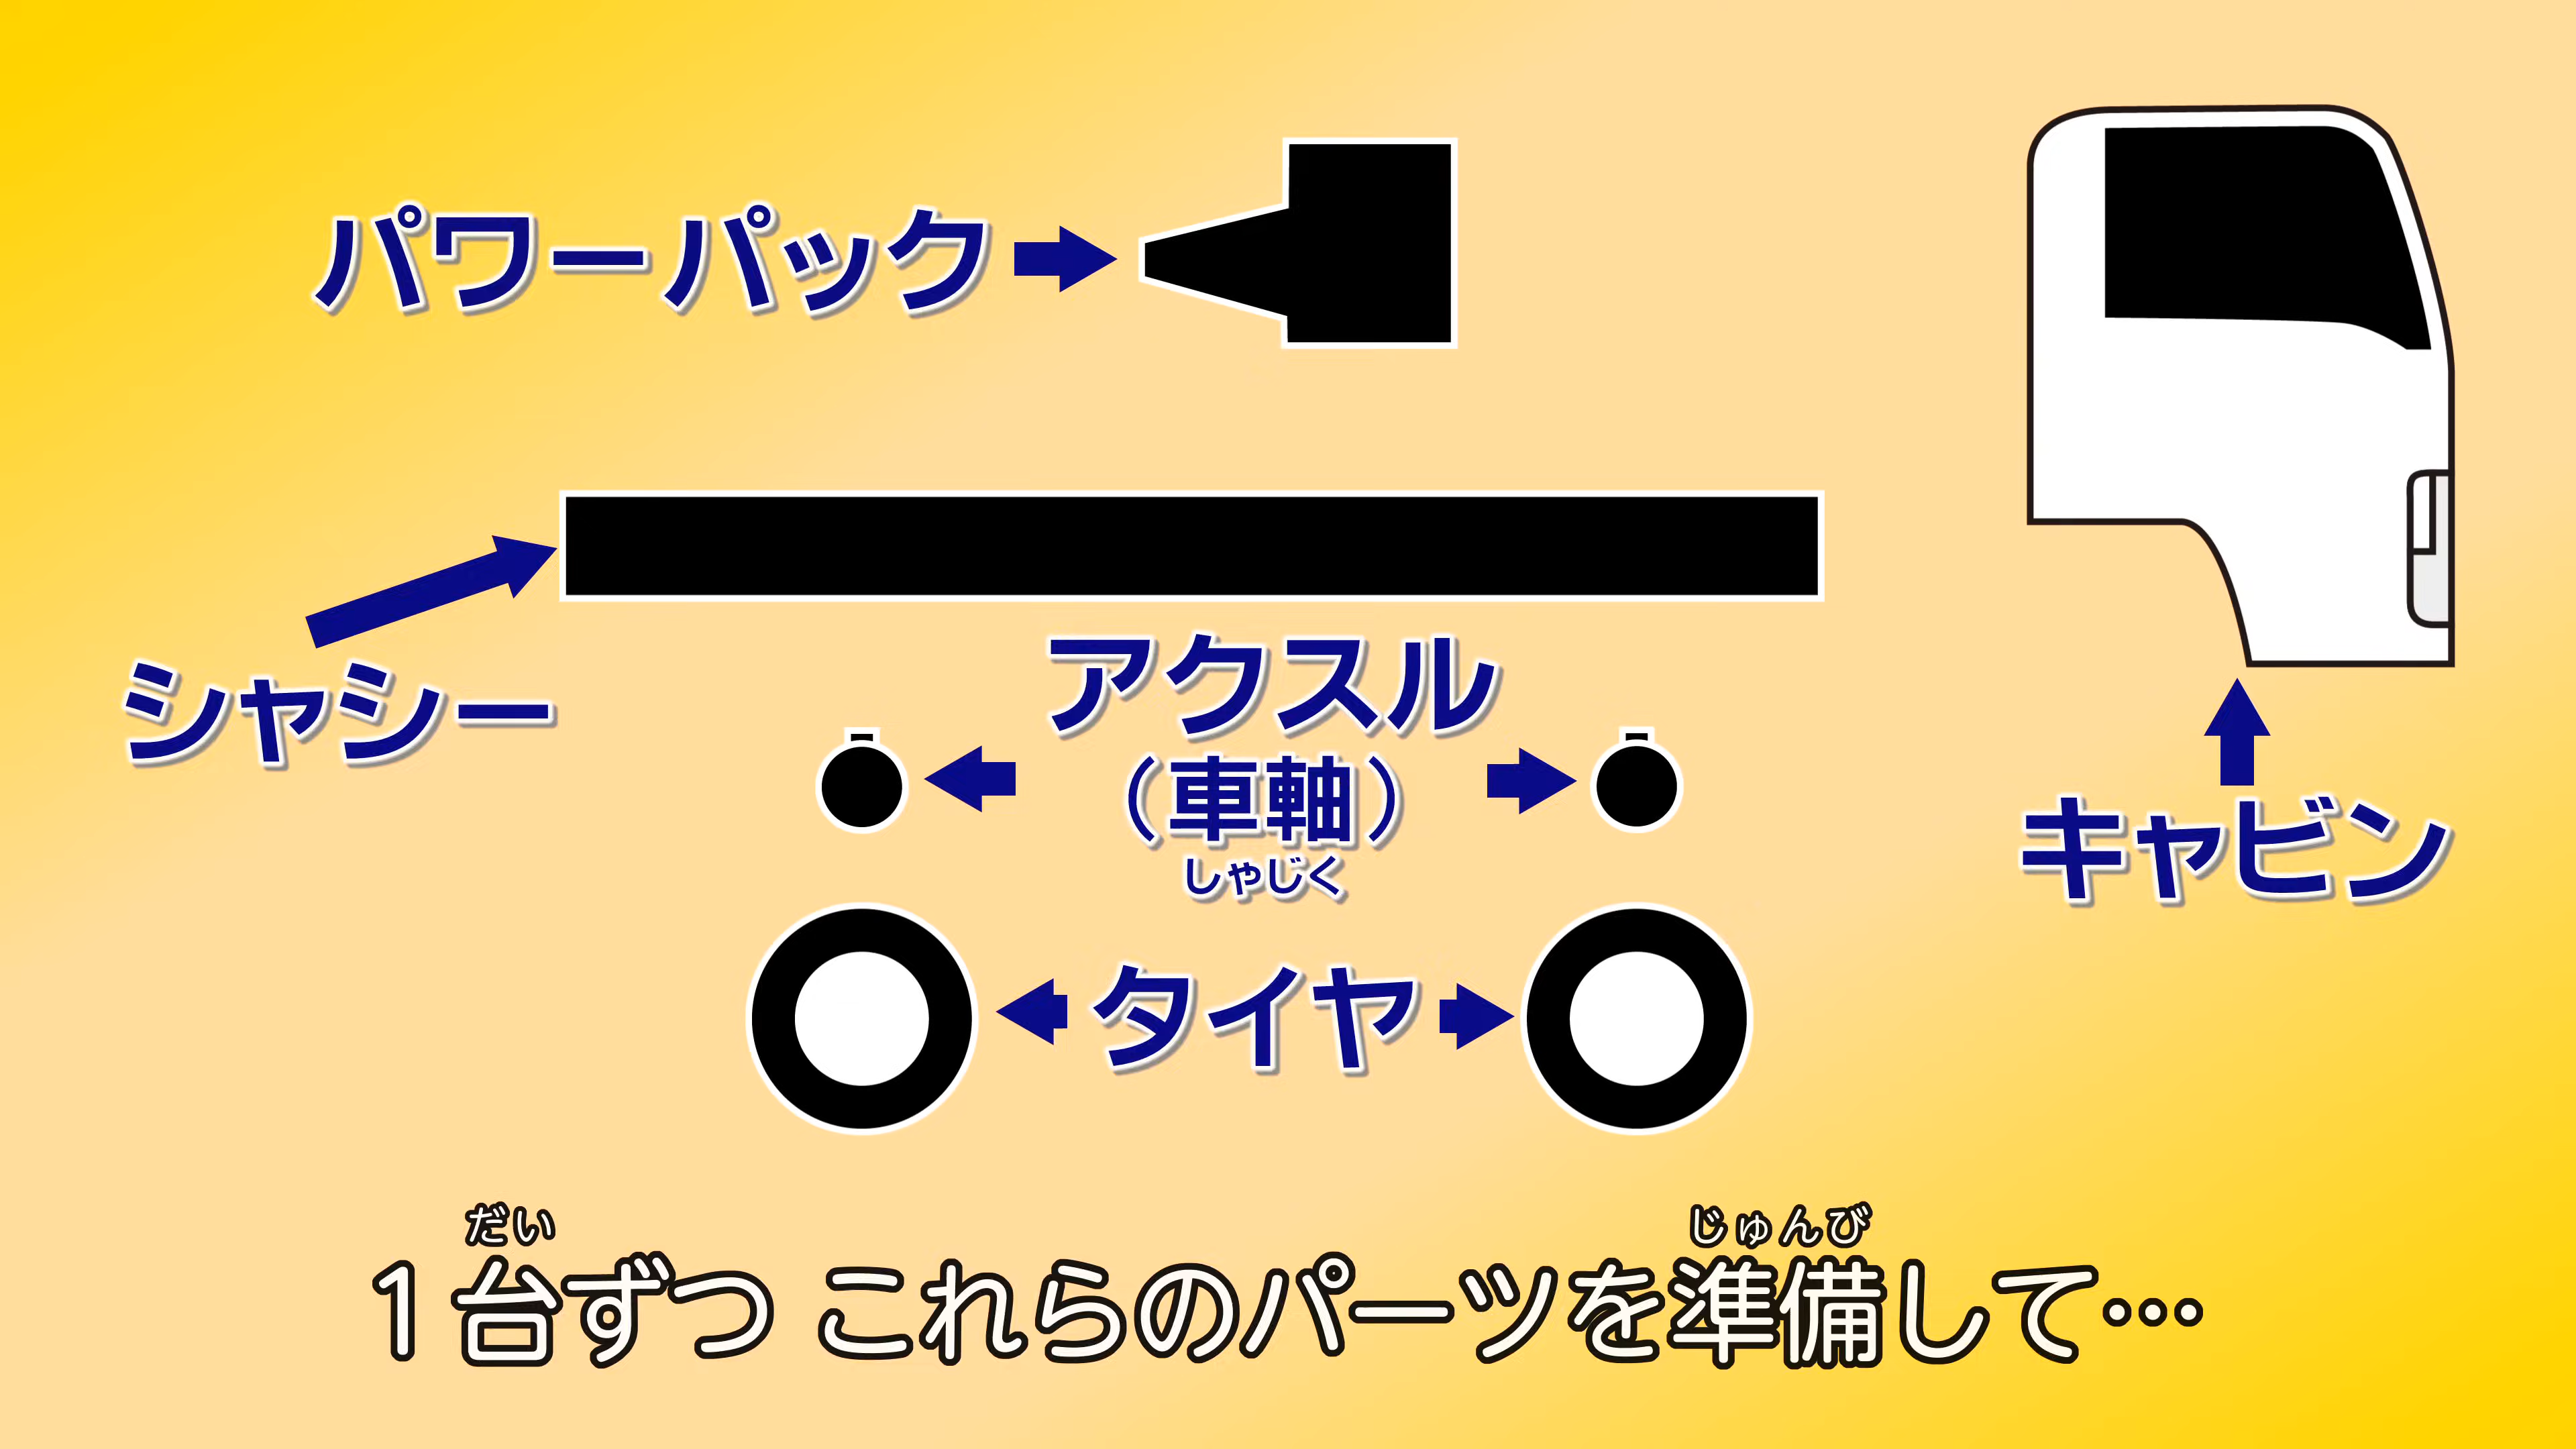 パワーパック
シャシー
アクスル
（車軸）
しゃじく
キャビン
タイヤ
だい じゅんび
1台ずつ これらのパーツを準備して…